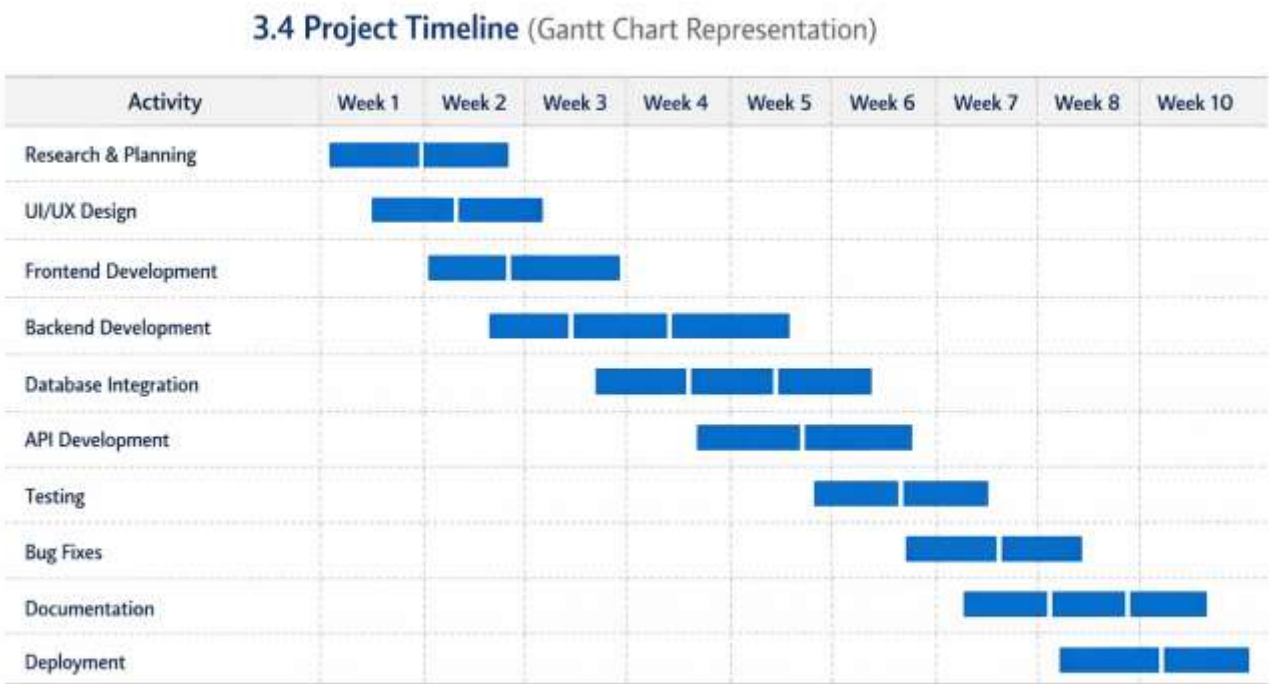 3.4 Project Timeline (Gantt Chart Representation)
Activity Week 1 Week 2 Week 3 Week 4 Week 5 Week 6 Week 7 Week 8 Week 10
Research & Planning
UI/UX Design
Frontend Development
Backend Development
Database Integration
API Development
Testing
Bug Fixes
Documentation
Deployment